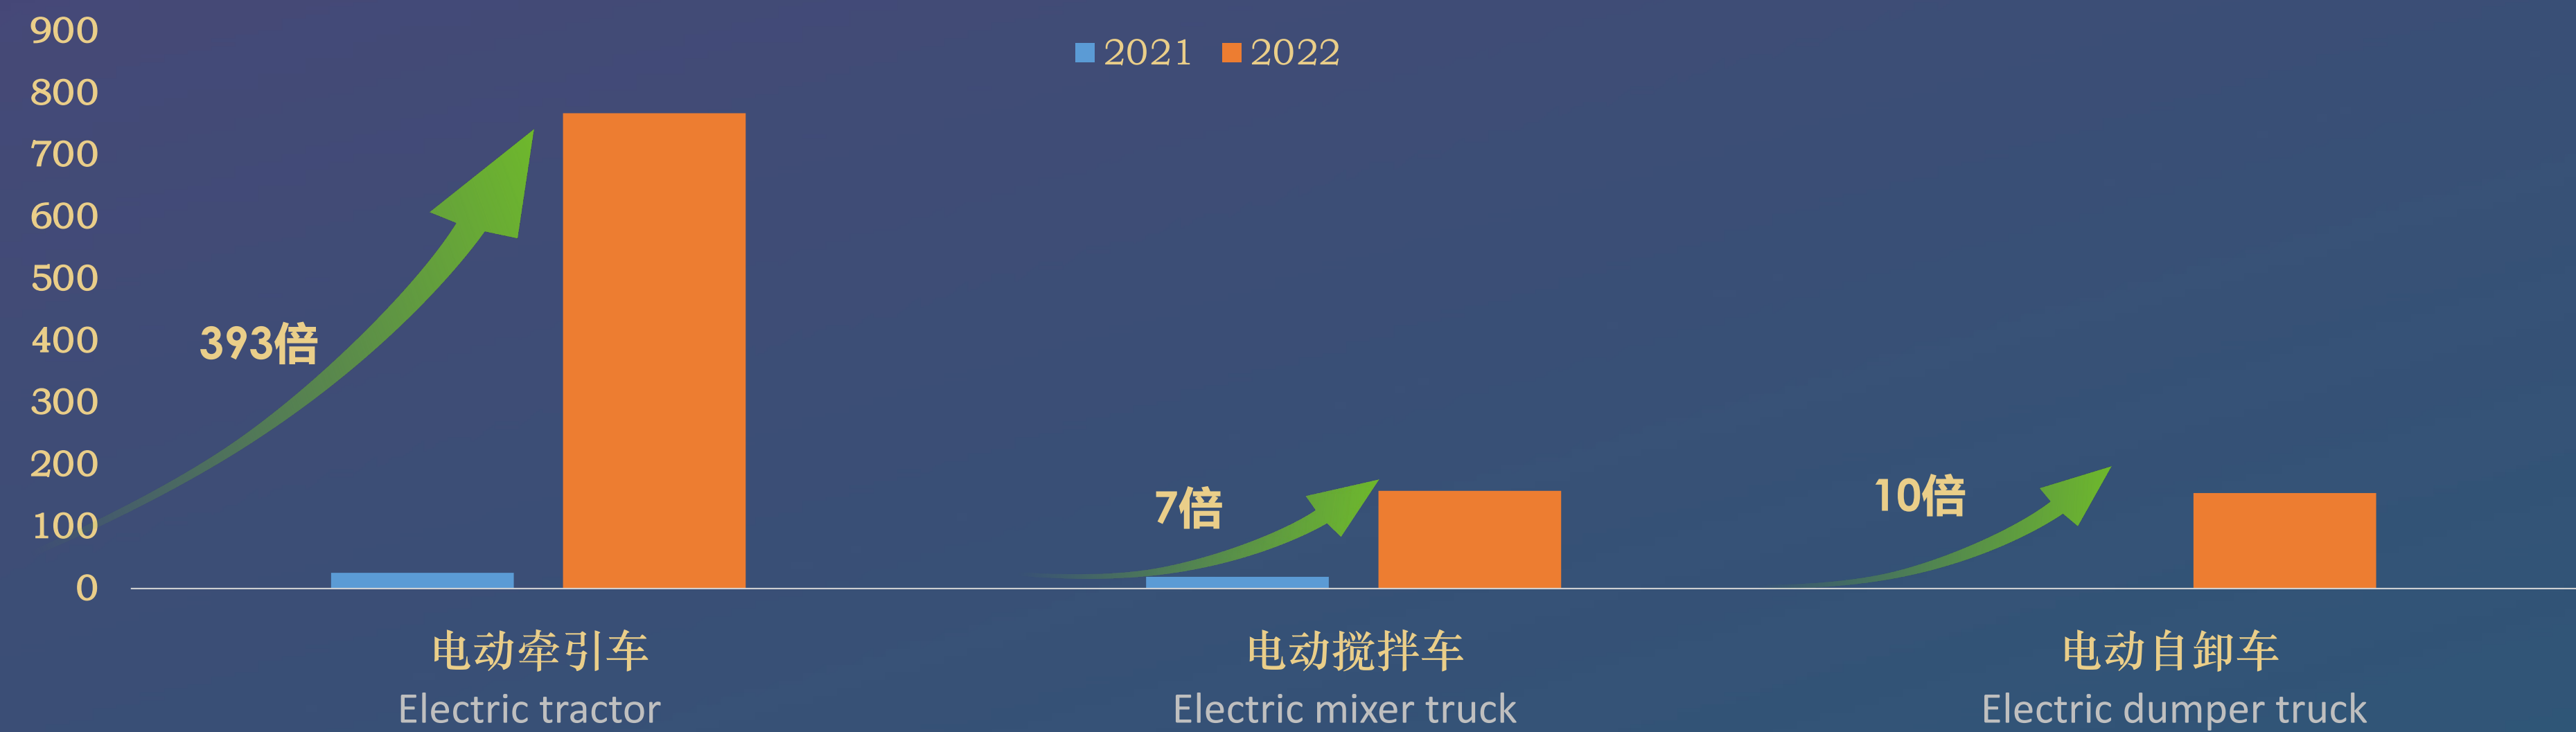 900
800
700
600
500
400
300
200
100
0
2021 2022
393倍
7倍
10倍
电动牵引车
Electric tractor
电动搅拌车
Electric mixer truck
电动自卸车
Electric dumper truck